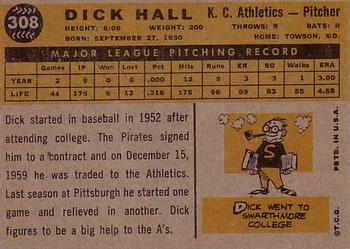 308
DICK HALL
K. C. Athletics — Pitcher
HEIGHT: 6:06 WEIGHT: 200 THROWS: R BATS: R
BORN: SEPTEMBER 27, 1930 HOME: TOWSON, MD.
MAJOR LEAGUE PITCHING RECORD
Games IP Won Lost Pct. Hits Runs ER SO Walks ERA
YEAR 2 9 0 0 .000 12 5 3 3 1 3.00
LIFE 44 175 6 13 .316 175 96 89 93 55 4.58
Dick started in baseball in 1952 after
attending college. The Pirates signed
him to a contract and on December 15,
1959 he was traded to the Athletics.
Last season at Pittsburgh he started one
game and relieved in another. Dick
figures to be a big help to the A's.
S
DICK WENT TO
SWARTHMORE
COLLEGE
©T.C.G. PRTD. IN U.S.A.